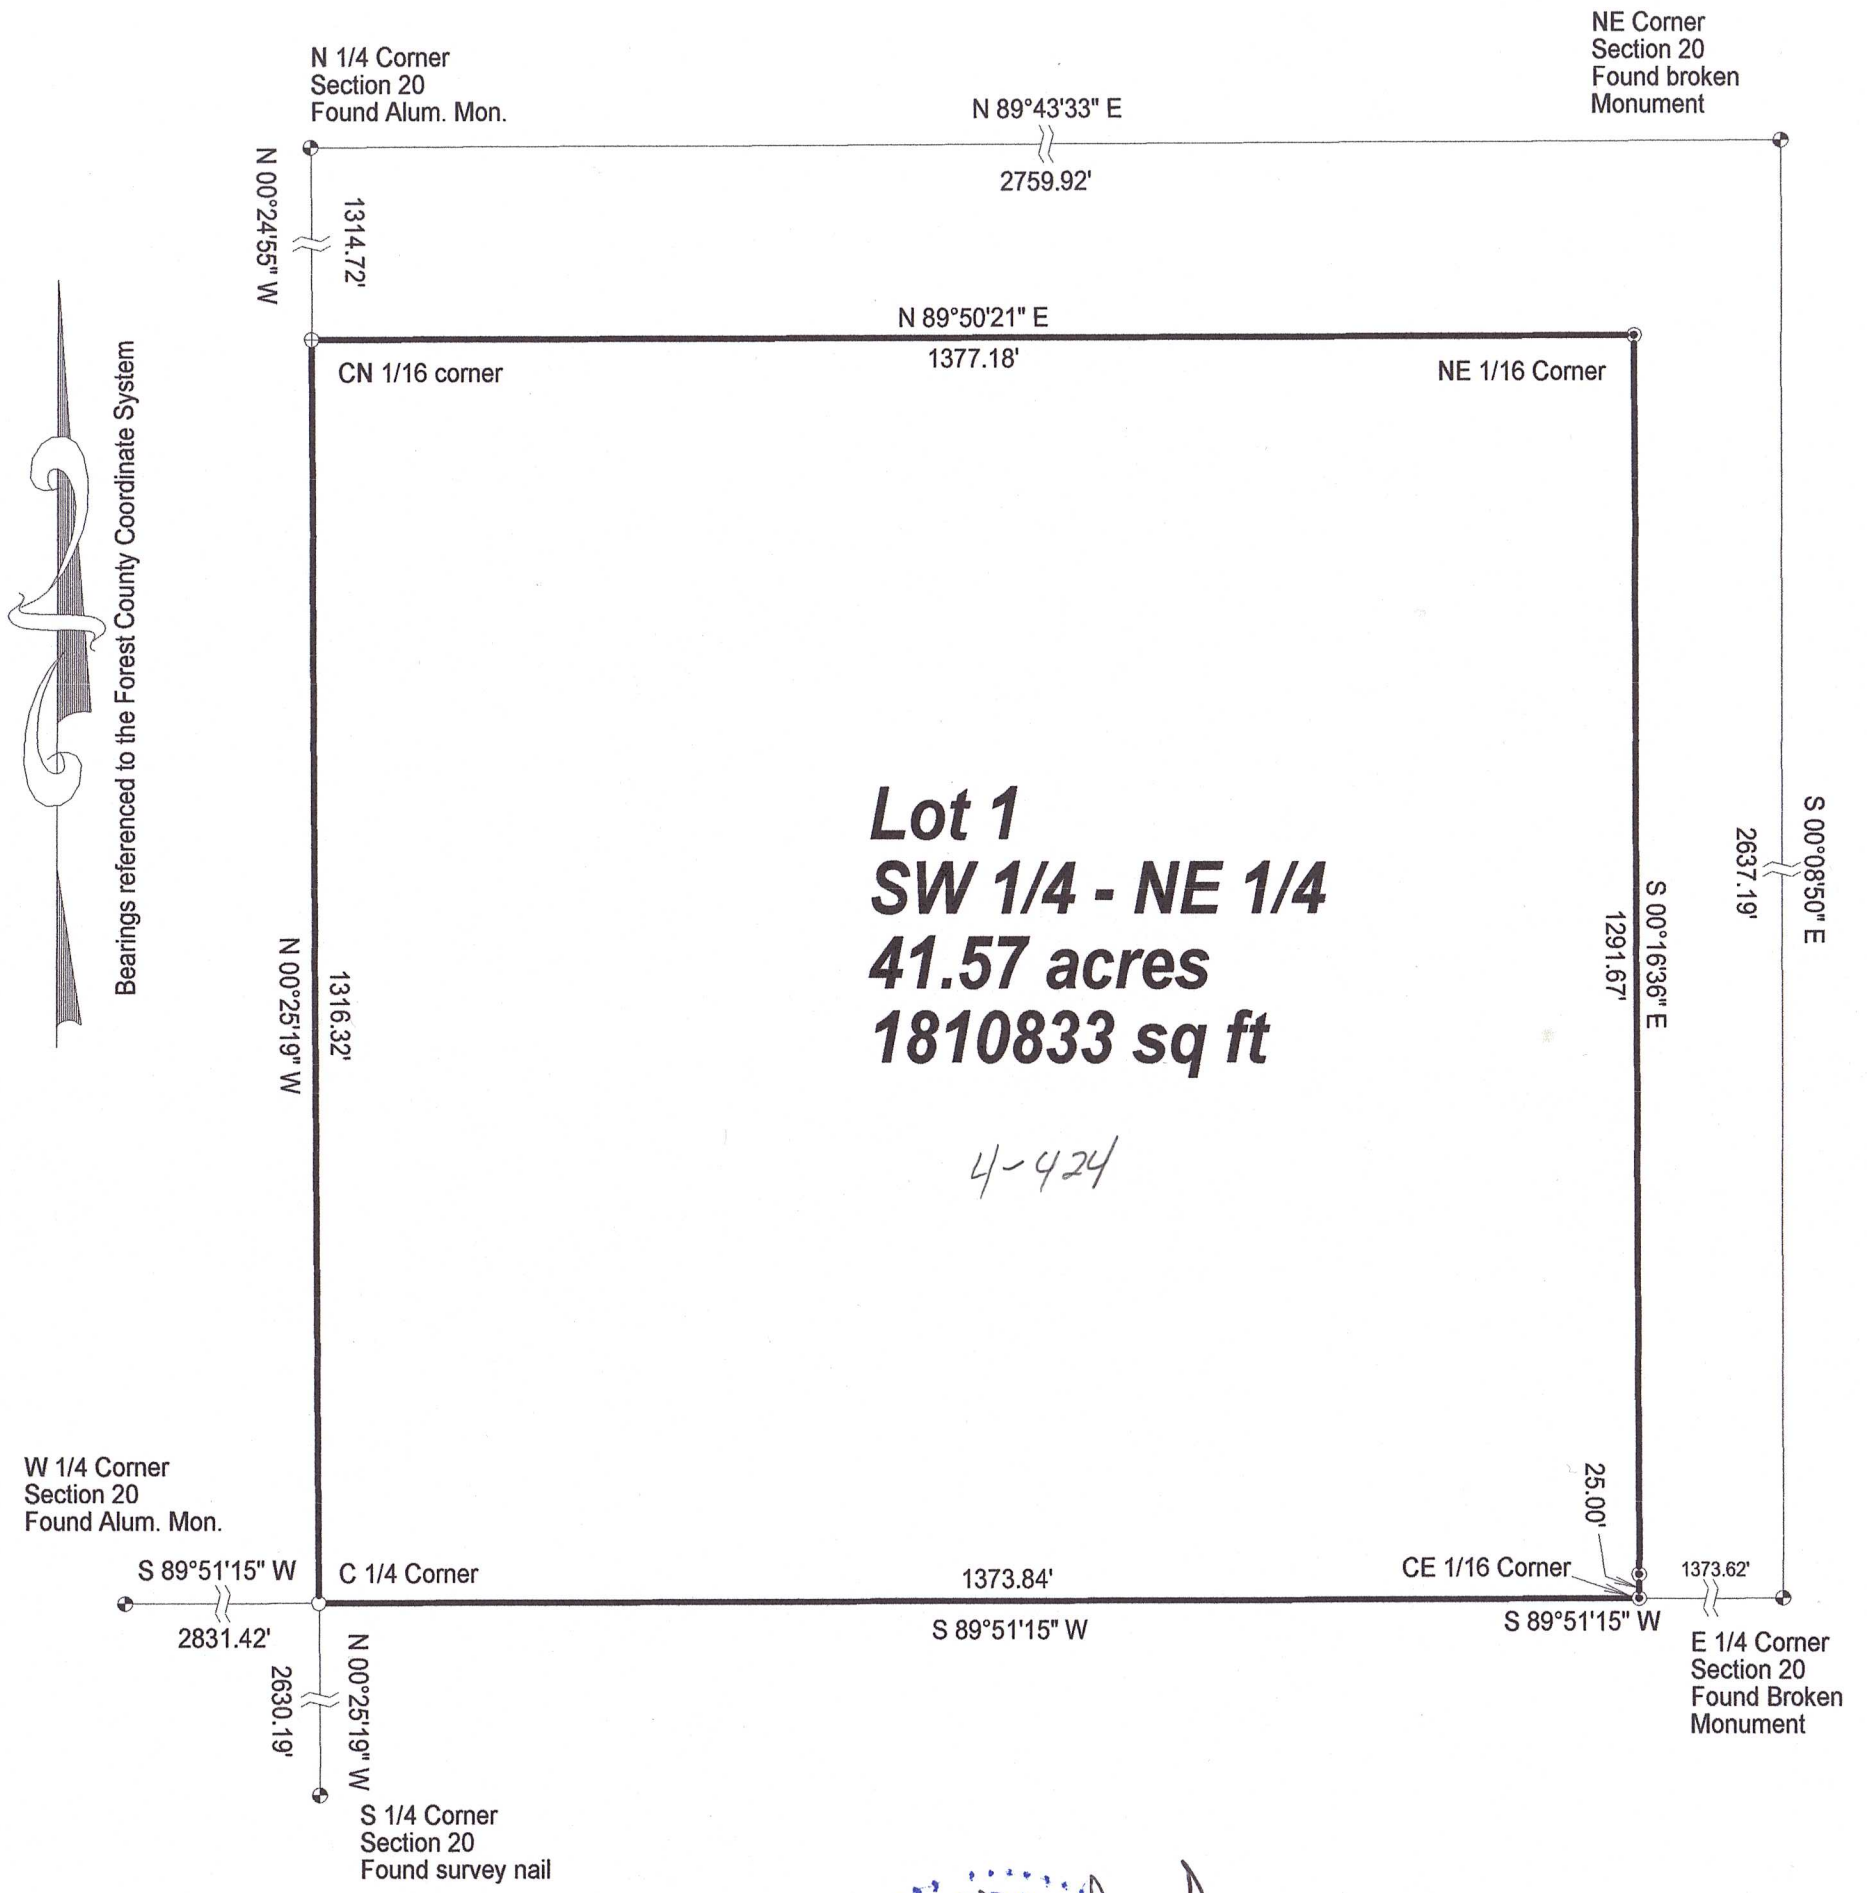 N 1/4 Corner
Section 20
Found Alum. Mon.
NE Corner
Section 20
Found broken
Monument
N 89°43'33" E
2759.92'
N 00°24'55" W
1314.72'
N 89°50'21" E
1377.18'
CN 1/16 corner
NE 1/16 Corner
Bearings referenced to the Forest County Coordinate System
Lot 1
SW 1/4 - NE 1/4
41.57 acres
1810833 sq ft
4-424
N 00°25'19" W
1316.32'
1291.67'
S 00°16'36" E
2637.19'
S 00°08'50" E
W 1/4 Corner
Section 20
Found Alum. Mon.
S 89°51'15" W
2831.42'
C 1/4 Corner
1373.84'
S 89°51'15" W
25.00'
CE 1/16 Corner
1373.62'
S 89°51'15" W
E 1/4 Corner
Section 20
Found Broken
Monument
2630.19'
N 00°25'19" W
S 1/4 Corner
Section 20
Found survey nail